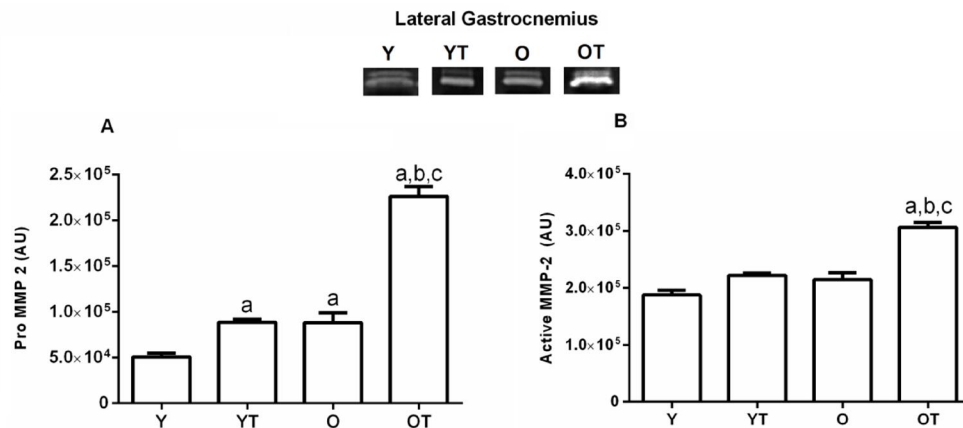 Lateral Gastrocnemius
Y YT O OT
A
Pro MMP 2 (AU)
2.5×10⁵
2.0×10⁵
1.5×10⁵
1.0×10⁵
5.0×10⁴
0
a a a,b,c
Y YT O OT
B
Active MMP-2 (AU)
4.0×10⁵
3.0×10⁵
2.0×10⁵
1.0×10⁵
0
a,b,c
Y YT O OT